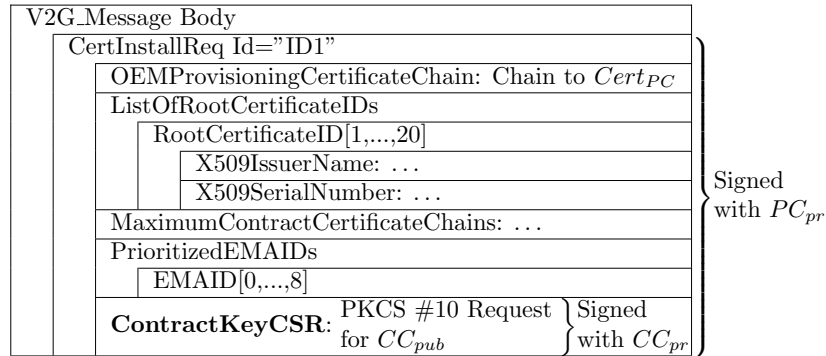 V2G_Message Body
CertInstallReq Id="ID1"
OEMProvisioningCertificateChain: Chain to Cert_PC
ListOfRootCertificateIDs
RootCertificateID[1,...,20]
X509IssuerName: ...
X509SerialNumber: ...
MaximumContractCertificateChains: ...
PrioritizedEMAIDs
EMAID[0,...,8]
ContractKeyCSR: PKCS #10 Request
for CC_pub
Signed
with CC_pr
Signed
with PC_pr